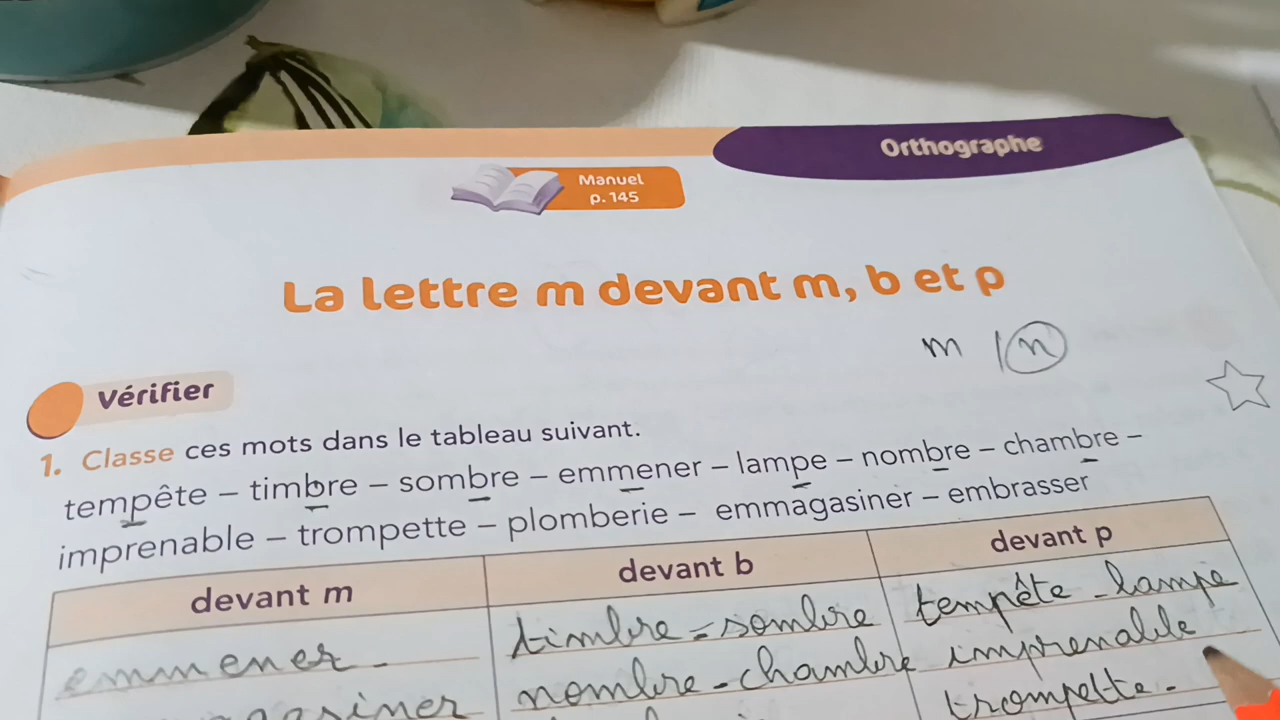 Orthographe
Manuel
p. 145
La lettre m devant m, b et p
m n
Vérifier
1. Classe ces mots dans le tableau suivant.
tempête – timbre – sombre – emmener – lampe – nombre – chambre –
imprenable – trompette – plomberie – emmagasiner – embrasser
devant m devant b devant p
emmener - timbre - sombre tempête - lampe
nombre - chambre imprenable
trompette -